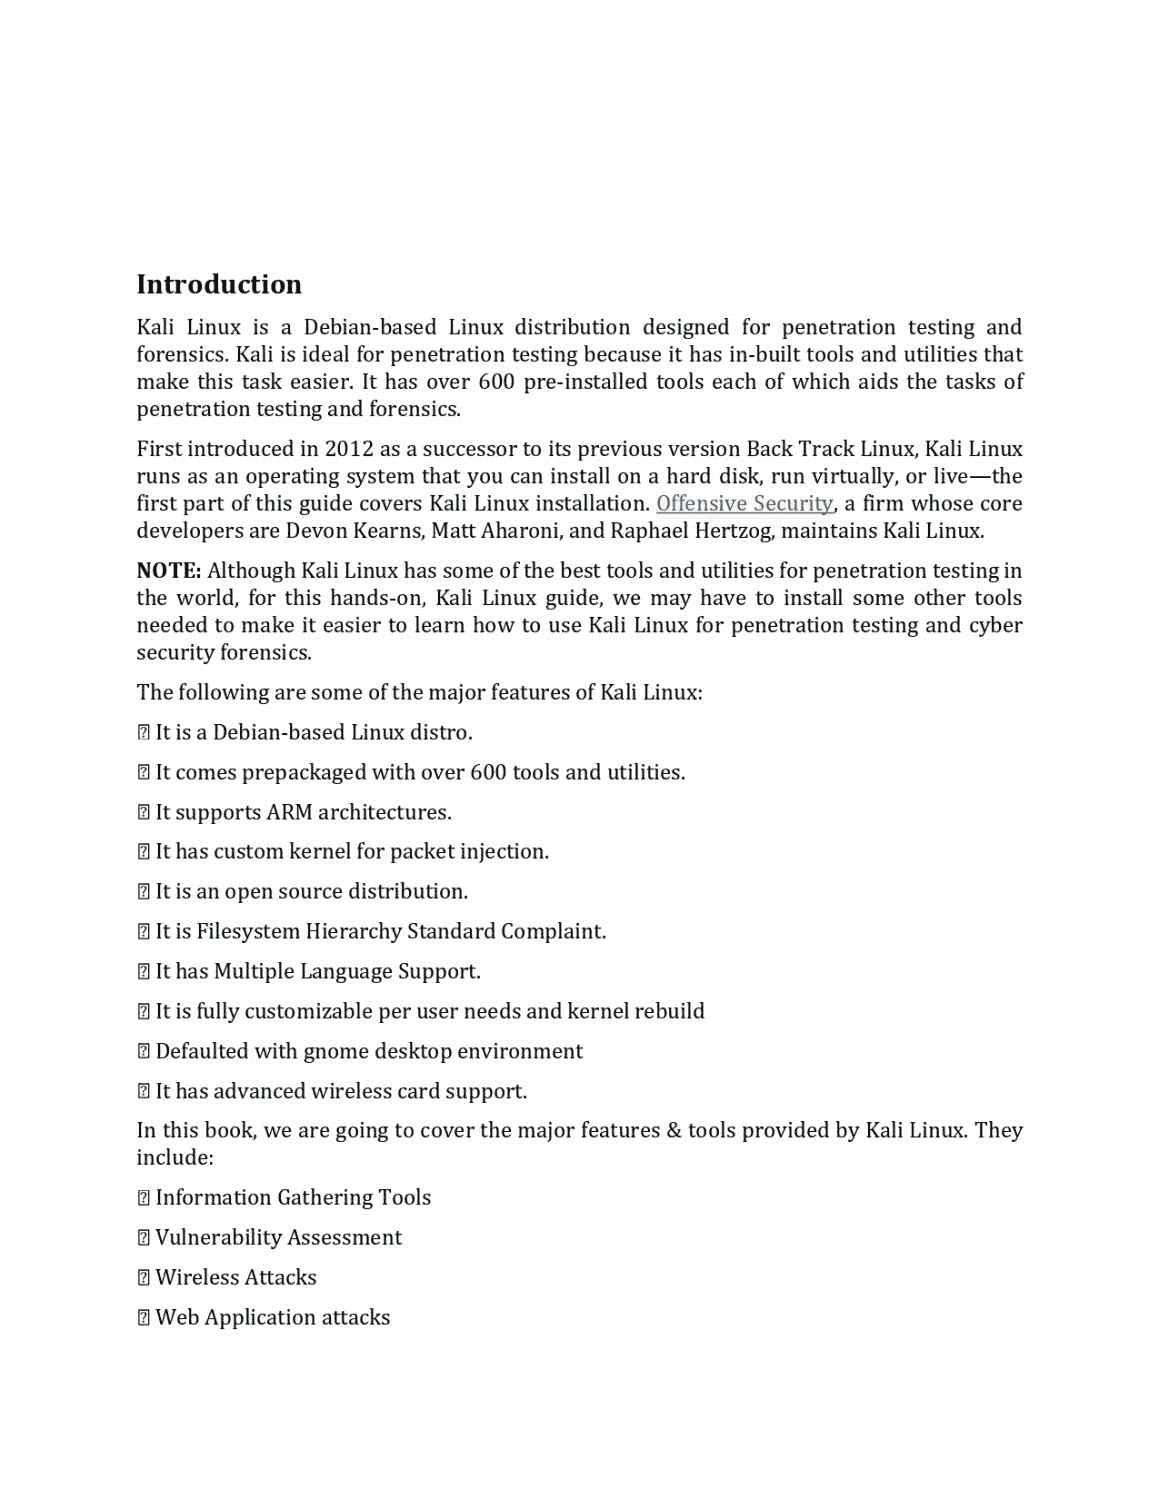 Introduction
Kali Linux is a Debian-based Linux distribution designed for penetration testing and
forensics. Kali is ideal for penetration testing because it has in-built tools and utilities that
make this task easier. It has over 600 pre-installed tools each of which aids the tasks of
penetration testing and forensics.
First introduced in 2012 as a successor to its previous version Back Track Linux, Kali Linux
runs as an operating system that you can install on a hard disk, run virtually, or live—the
first part of this guide covers Kali Linux installation. Offensive Security, a firm whose core
developers are Devon Kearns, Matt Aharoni, and Raphael Hertzog, maintains Kali Linux.
NOTE: Although Kali Linux has some of the best tools and utilities for penetration testing in
the world, for this hands-on, Kali Linux guide, we may have to install some other tools
needed to make it easier to learn how to use Kali Linux for penetration testing and cyber
security forensics.
The following are some of the major features of Kali Linux:
⍰ It is a Debian-based Linux distro.
⍰ It comes prepackaged with over 600 tools and utilities.
⍰ It supports ARM architectures.
⍰ It has custom kernel for packet injection.
⍰ It is an open source distribution.
⍰ It is Filesystem Hierarchy Standard Complaint.
⍰ It has Multiple Language Support.
⍰ It is fully customizable per user needs and kernel rebuild
⍰ Defaulted with gnome desktop environment
⍰ It has advanced wireless card support.
In this book, we are going to cover the major features & tools provided by Kali Linux. They
include:
⍰ Information Gathering Tools
⍰ Vulnerability Assessment
⍰ Wireless Attacks
⍰ Web Application attacks